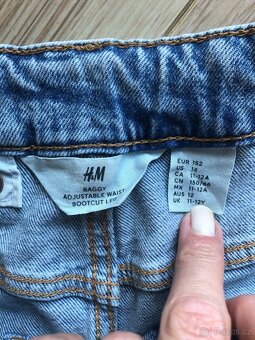 H&M
BAGGY
ADJUSTABLE WAIST
BOOTCUT LEG
EUR 152
US 16
CA 11-12A
CN 150/66
MX 11-12A
AUS 12
UK 11-12Y